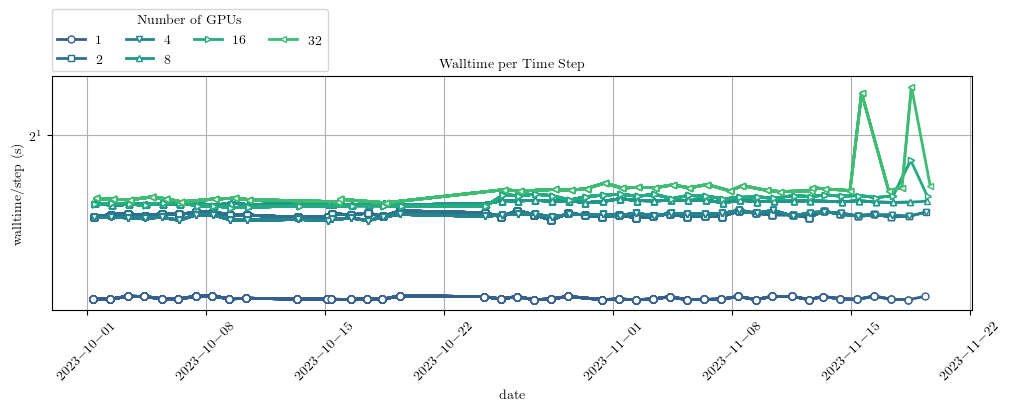 Number of GPUs
1 4 16 32
2 8
Walltime per Time Step
2^1
walltime/step (s)
2023−10−01 2023−10−08 2023−10−15 2023−10−22 2023−11−01 2023−11−08 2023−11−15 2023−11−22
date